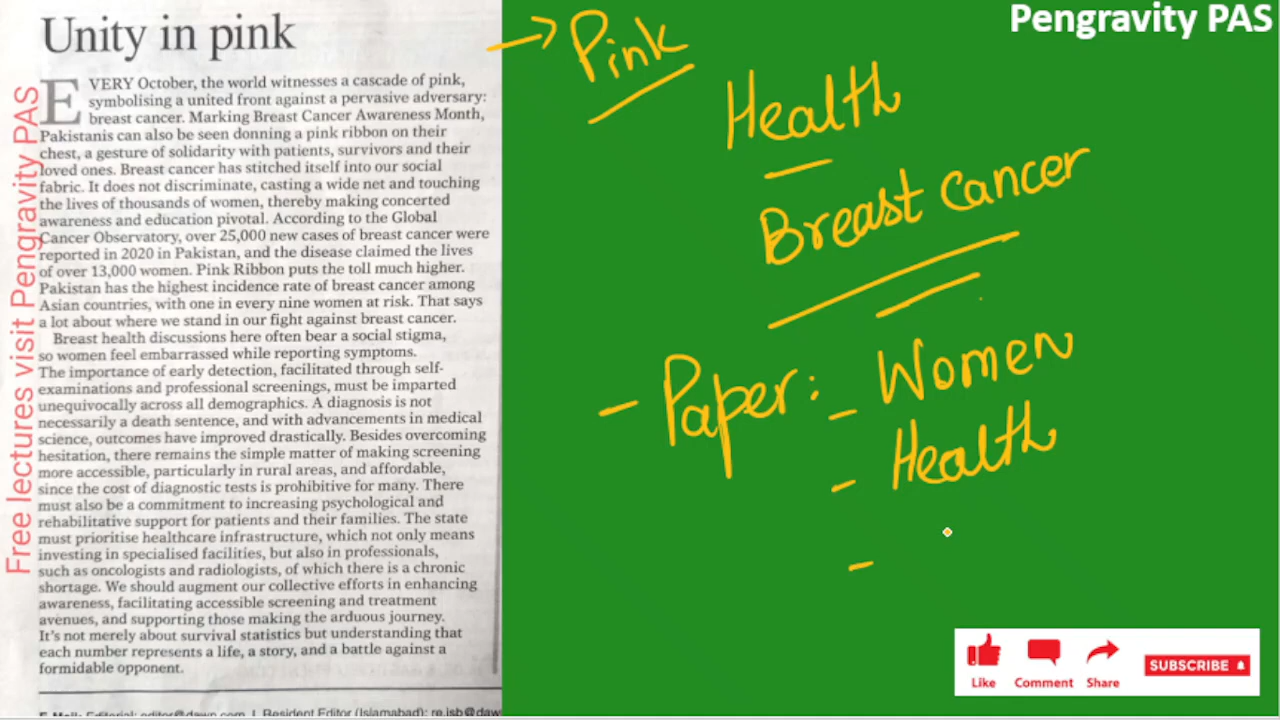 Unity in pink
EVERY October, the world witnesses a cascade of pink,
symbolising a united front against a pervasive adversary:
breast cancer. Marking Breast Cancer Awareness Month,
Pakistanis can also be seen donning a pink ribbon on their
chest, a gesture of solidarity with patients, survivors and their
loved ones. Breast cancer has stitched itself into our social
fabric. It does not discriminate, casting a wide net and touching
the lives of thousands of women, thereby making concerted
awareness and education pivotal. According to the Global
Cancer Observatory, over 25,000 new cases of breast cancer were
reported in 2020 in Pakistan, and the disease claimed the lives
of over 13,000 women. Pink Ribbon puts the toll much higher.
Pakistan has the highest incidence rate of breast cancer among
Asian countries, with one in every nine women at risk. That says
a lot about where we stand in our fight against breast cancer.
Breast health discussions here often bear a social stigma,
so women feel embarrassed while reporting symptoms.
The importance of early detection, facilitated through self-
examinations and professional screenings, must be imparted
unequivocally across all demographics. A diagnosis is not
necessarily a death sentence, and with advancements in medical
science, outcomes have improved drastically. Besides overcoming
hesitation, there remains the simple matter of making screening
more accessible, particularly in rural areas, and affordable,
since the cost of diagnostic tests is prohibitive for many. There
must also be a commitment to increasing psychological and
rehabilitative support for patients and their families. The state
must prioritise healthcare infrastructure, which not only means
investing in specialised facilities, but also in professionals,
such as oncologists and radiologists, of which there is a chronic
shortage. We should augment our collective efforts in enhancing
awareness, facilitating accessible screening and treatment
avenues, and supporting those making the arduous journey.
It's not merely about survival statistics but understanding that
each number represents a life, a story, and a battle against a
formidable opponent.
E-Mail: Editorial: editor@dawn.com | Resident Editor (Islamabad): re.isb@daw
Free lectures visit Pengravity PAS
Pengravity PAS
→ Pink
Health
Breast cancer
- Paper: - Women
- Health
-
Like
Comment
Share
SUBSCRIBE